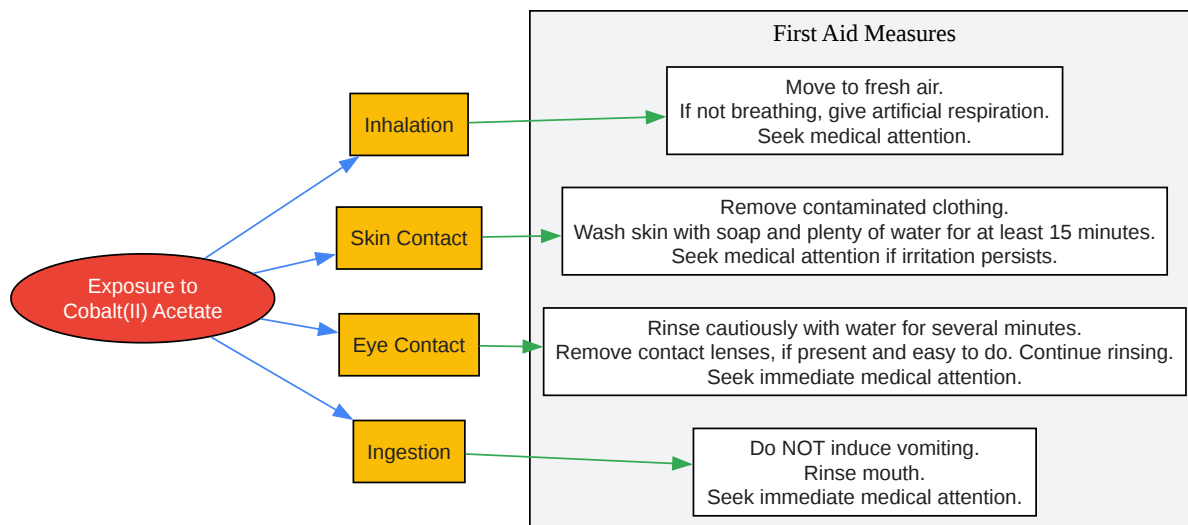 First Aid Measures
Move to fresh air.
If not breathing, give artificial respiration.
Seek medical attention.
Inhalation
Remove contaminated clothing.
Wash skin with soap and plenty of water for at least 15 minutes.
Seek medical attention if irritation persists.
Skin Contact
Exposure to
Cobalt(II) Acetate
Rinse cautiously with water for several minutes.
Remove contact lenses, if present and easy to do. Continue rinsing.
Seek immediate medical attention.
Eye Contact
Do NOT induce vomiting.
Rinse mouth.
Seek immediate medical attention.
Ingestion